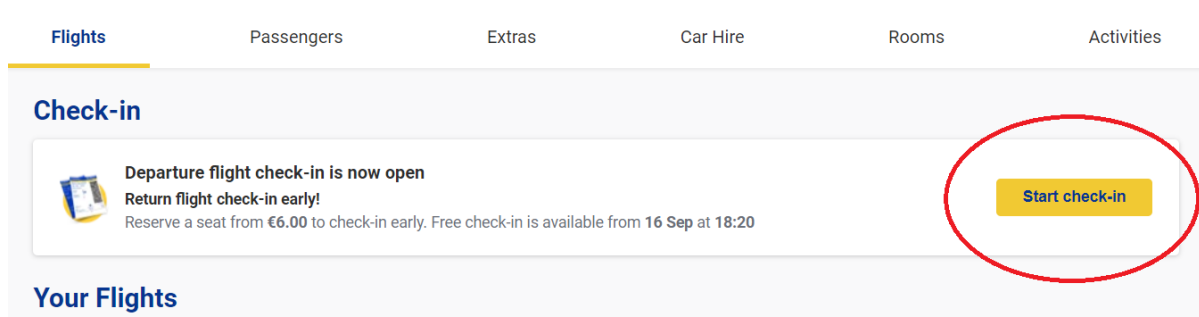 Flights Passengers Extras Car Hire Rooms Activities
Check-in
Departure flight check-in is now open
Return flight check-in early!
Reserve a seat from €6.00 to check-in early. Free check-in is available from 16 Sep at 18:20
Start check-in
Your Flights